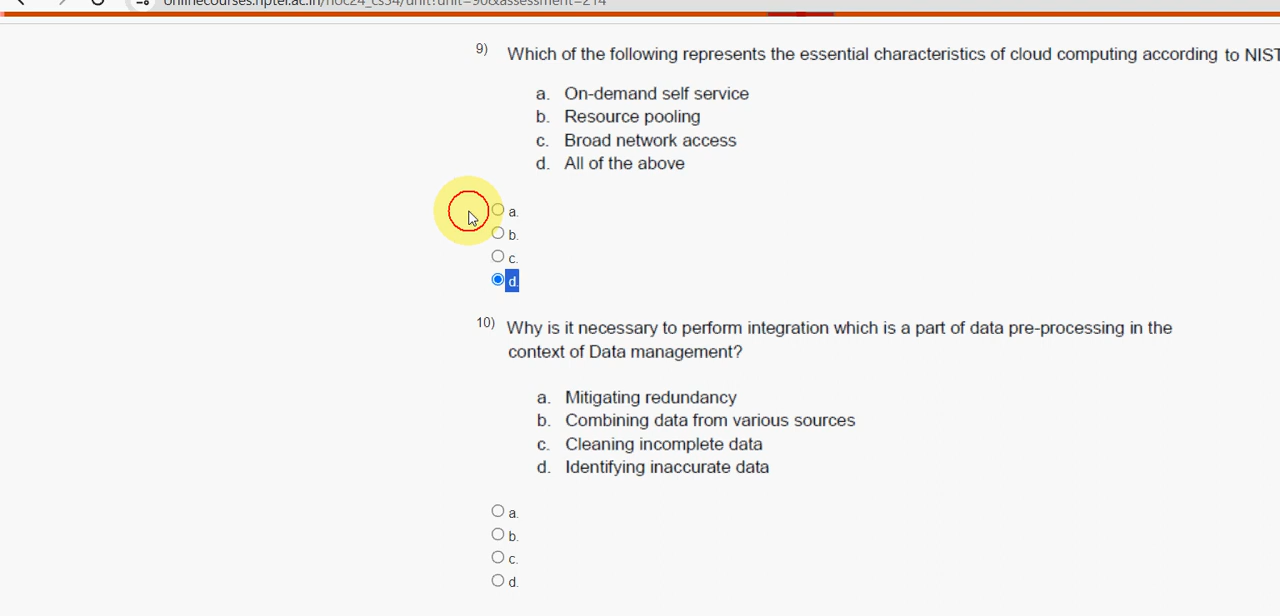 onlinecourses.nptel.ac.in/noc24_cs54/unit?unit=90&assessment=214
9) Which of the following represents the essential characteristics of cloud computing according to NIST
a. On-demand self service
b. Resource pooling
c. Broad network access
d. All of the above
a.
b.
c.
d.
10) Why is it necessary to perform integration which is a part of data pre-processing in the
context of Data management?
a. Mitigating redundancy
b. Combining data from various sources
c. Cleaning incomplete data
d. Identifying inaccurate data
a.
b.
c.
d.